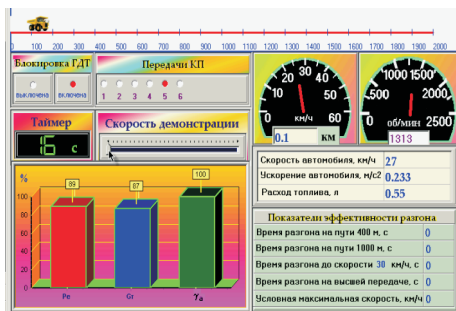 0 100 200 300 400 500 600 700 800 900 1000 1100 1200 1300 1400 1500 1600 1700 1800 1900 2000
Блокировка ГДТ
выключена включена
Передачи КП
1 2 3 4 5 6
Таймер
16 с
Скорость демонстрации
0 10 20 30 40 50 60
км/ч
0.1 км
0 500 1000 1500 2000 2500
об/мин
1313
Скорость автомобиля, км/ч 27
Ускорение автомобиля, м/с2 0.233
Расход топлива, л 0.55
%
100
80
60
40
20
0
89 87 100
Pe Gr γa
Показатели эффективности разгона
Время разгона на пути 400 м, с 0
Время разгона на пути 1000 м, с 0
Время разгона до скорости 30 км/ч, с 0
Время разгона на высшей передаче, с 0
Условная максимальная скорость, км/ч 0